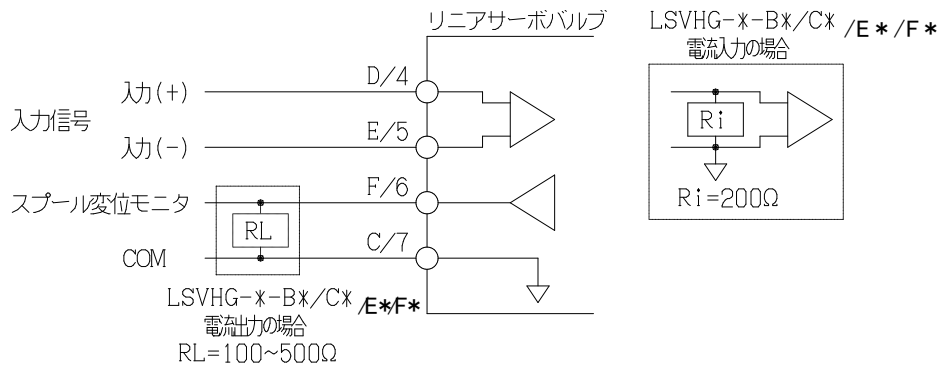 リニアサーボバルブ
LSVHG-*-B*/C* /E*/F*
電流入力の場合
Ri
Ri=200Ω
入力信号
入力(+)
D/4
入力(-)
E/5
スプール変位モニタ
F/6
RL
COM
C/7
LSVHG-*-B*/C* /E*/F*
電流出力の場合
RL=100~500Ω